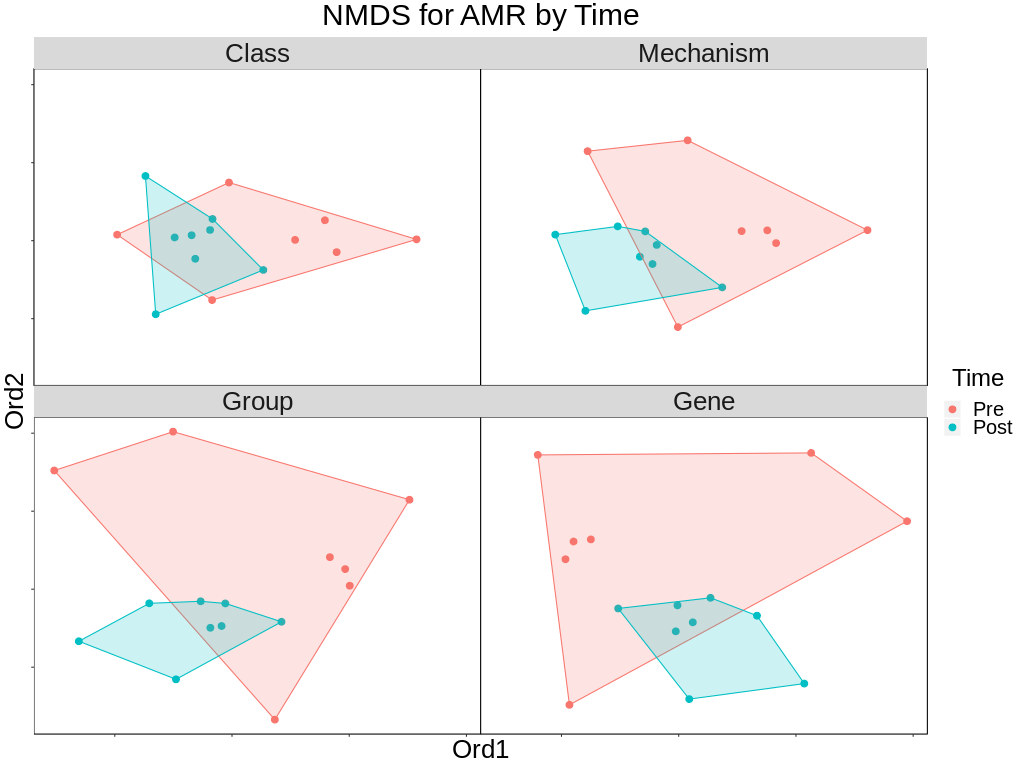 NMDS for AMR by Time
Class
Mechanism
Group
Gene
Ord2
Ord1
Time
Pre
Post